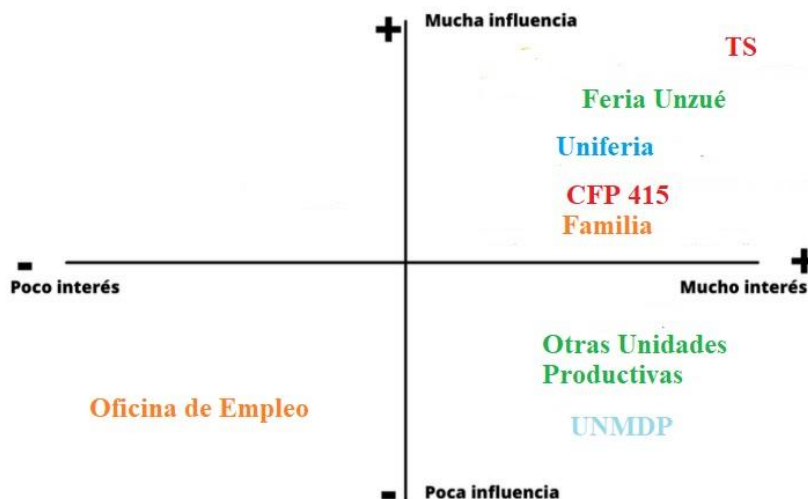 + Mucha influencia
TS
Feria Unzué
Uniferia
CFP 415
Familia
- +
Poco interés Mucho interés
Otras Unidades
Productivas
Oficina de Empleo
UNMDP
- Poca influencia